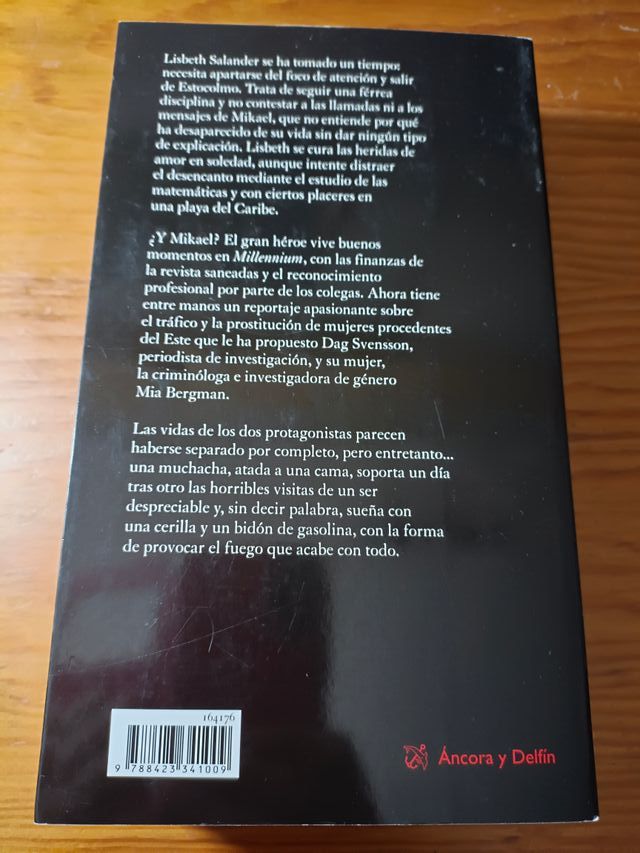 Lisbeth Salander se ha tomado un tiempo:
necesita apartarse del foco de atención y salir
de Estocolmo. Trata de seguir una férrea
disciplina y no contestar a las llamadas ni a los
mensajes de Mikael, que no entiende por qué
ha desaparecido de su vida sin dar ningún tipo
de explicación. Lisbeth se cura las heridas de
amor en soledad, aunque intente distraer
el desencanto mediante el estudio de las
matemáticas y con ciertos placeres en
una playa del Caribe.
¿Y Mikael? El gran héroe vive buenos
momentos en Millennium, con las finanzas de
la revista saneadas y el reconocimiento
profesional por parte de los colegas. Ahora tiene
entre manos un reportaje apasionante sobre
el tráfico y la prostitución de mujeres procedentes
del Este que le ha propuesto Dag Svensson,
periodista de investigación, y su mujer,
la criminóloga e investigadora de género
Mia Bergman.
Las vidas de los dos protagonistas parecen
haberse separado por completo, pero entretanto...
una muchacha, atada a una cama, soporta un día
tras otro las horribles visitas de un ser
despreciable y, sin decir palabra, sueña con
una cerilla y un bidón de gasolina, con la forma
de provocar el fuego que acabe con todo.
164176
9 788423 341009
Áncora y Delfín